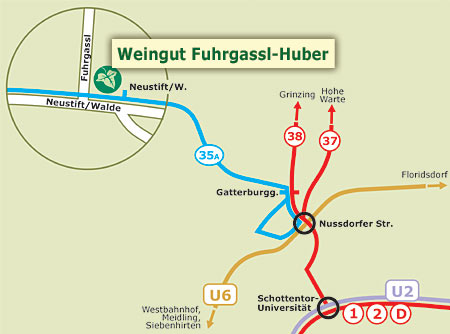 Weingut Fuhrgassl-Huber
Fuhrgassl
Neustift/W.
Neustift/Walde
Grinzing
Hohe
Warte
38
37
35A
Gatterburgg.
Floridsdorf
Nussdorfer Str.
U6
U2
Schottentor-
Universität
1
2
D
Westbahnhof,
Meidling,
Siebenhirten